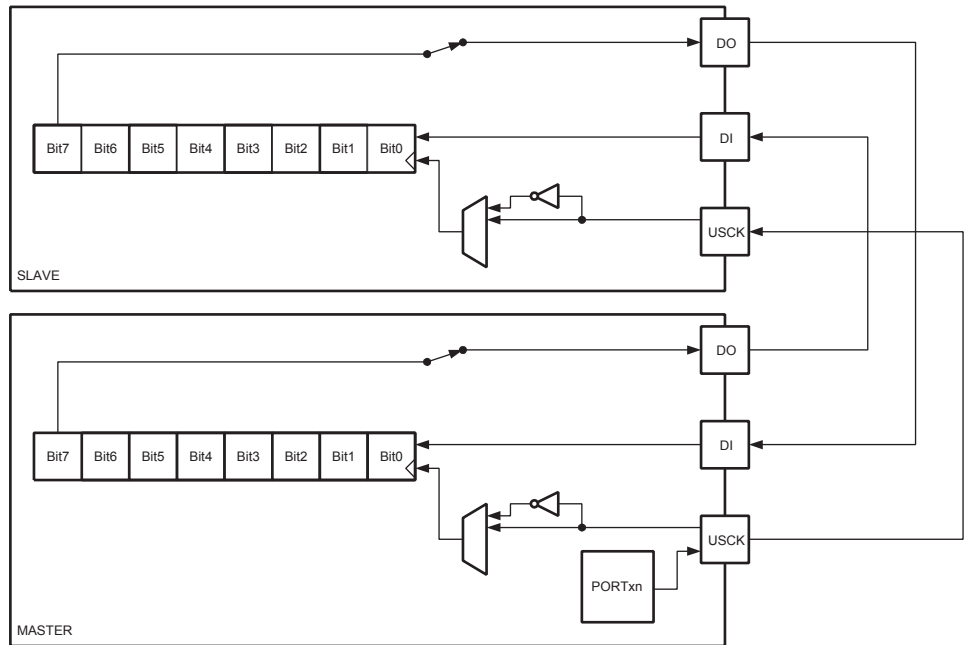 DO
Bit7 Bit6 Bit5 Bit4 Bit3 Bit2 Bit1 Bit0
DI
USCK
SLAVE
DO
Bit7 Bit6 Bit5 Bit4 Bit3 Bit2 Bit1 Bit0
DI
USCK
PORTxn
MASTER